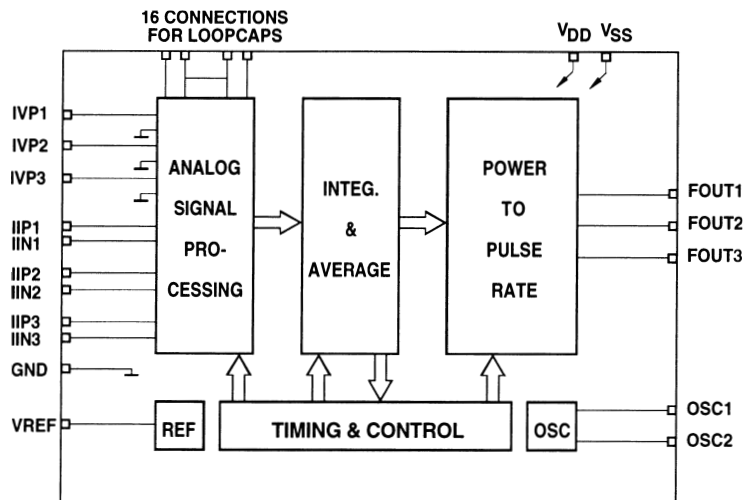 16 CONNECTIONS
FOR LOOPCAPS
VDD VSS
IVP1
IVP2
IVP3
IIP1
IIN1
IIP2
IIN2
IIP3
IIN3
GND
VREF
ANALOG
SIGNAL
PRO-
CESSING
INTEG.
&
AVERAGE
POWER
TO
PULSE
RATE
FOUT1
FOUT2
FOUT3
REF
TIMING & CONTROL
OSC
OSC1
OSC2